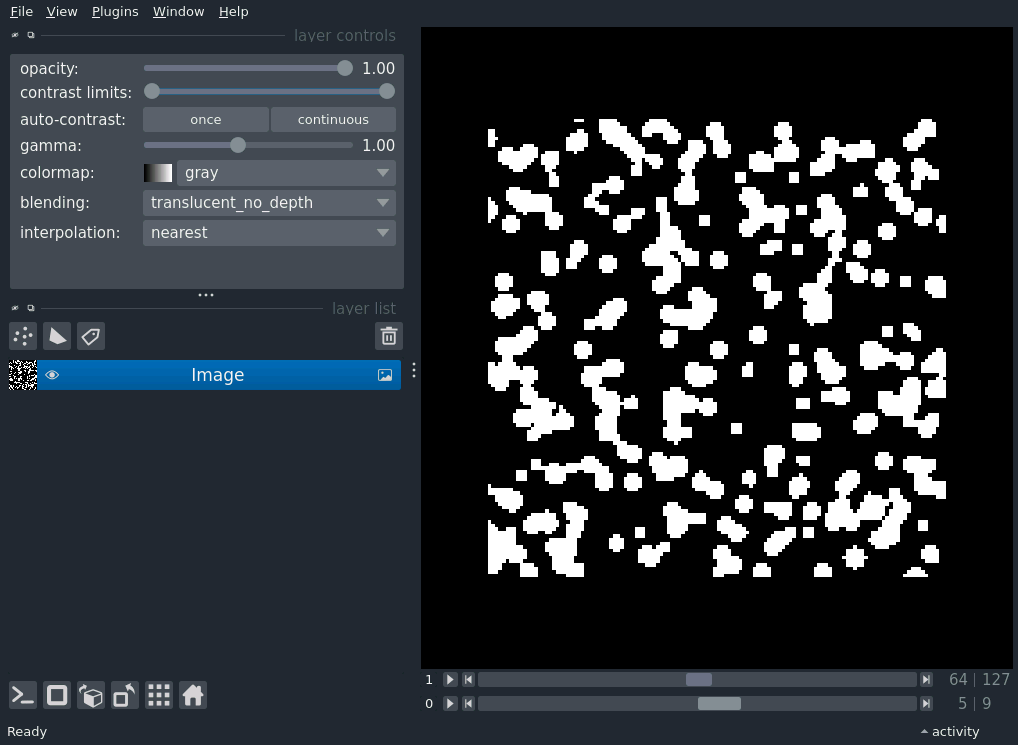 File View Plugins Window Help
layer controls
opacity: 1.00
contrast limits:
auto-contrast: once continuous
gamma: 1.00
colormap: gray
blending: translucent_no_depth
interpolation: nearest
layer list
Image
1 64 | 127
0 5 | 9
Ready activity